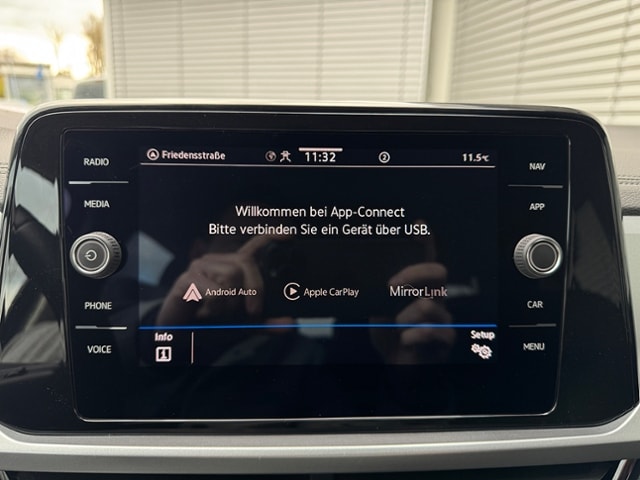 RADIO
MEDIA
PHONE
VOICE
Friedensstraße
11:32
2
11.5°C
Willkommen bei App-Connect
Bitte verbinden Sie ein Gerät über USB.
Android Auto
Apple CarPlay
MirrorLink
Info
Setup
NAV
APP
CAR
MENU